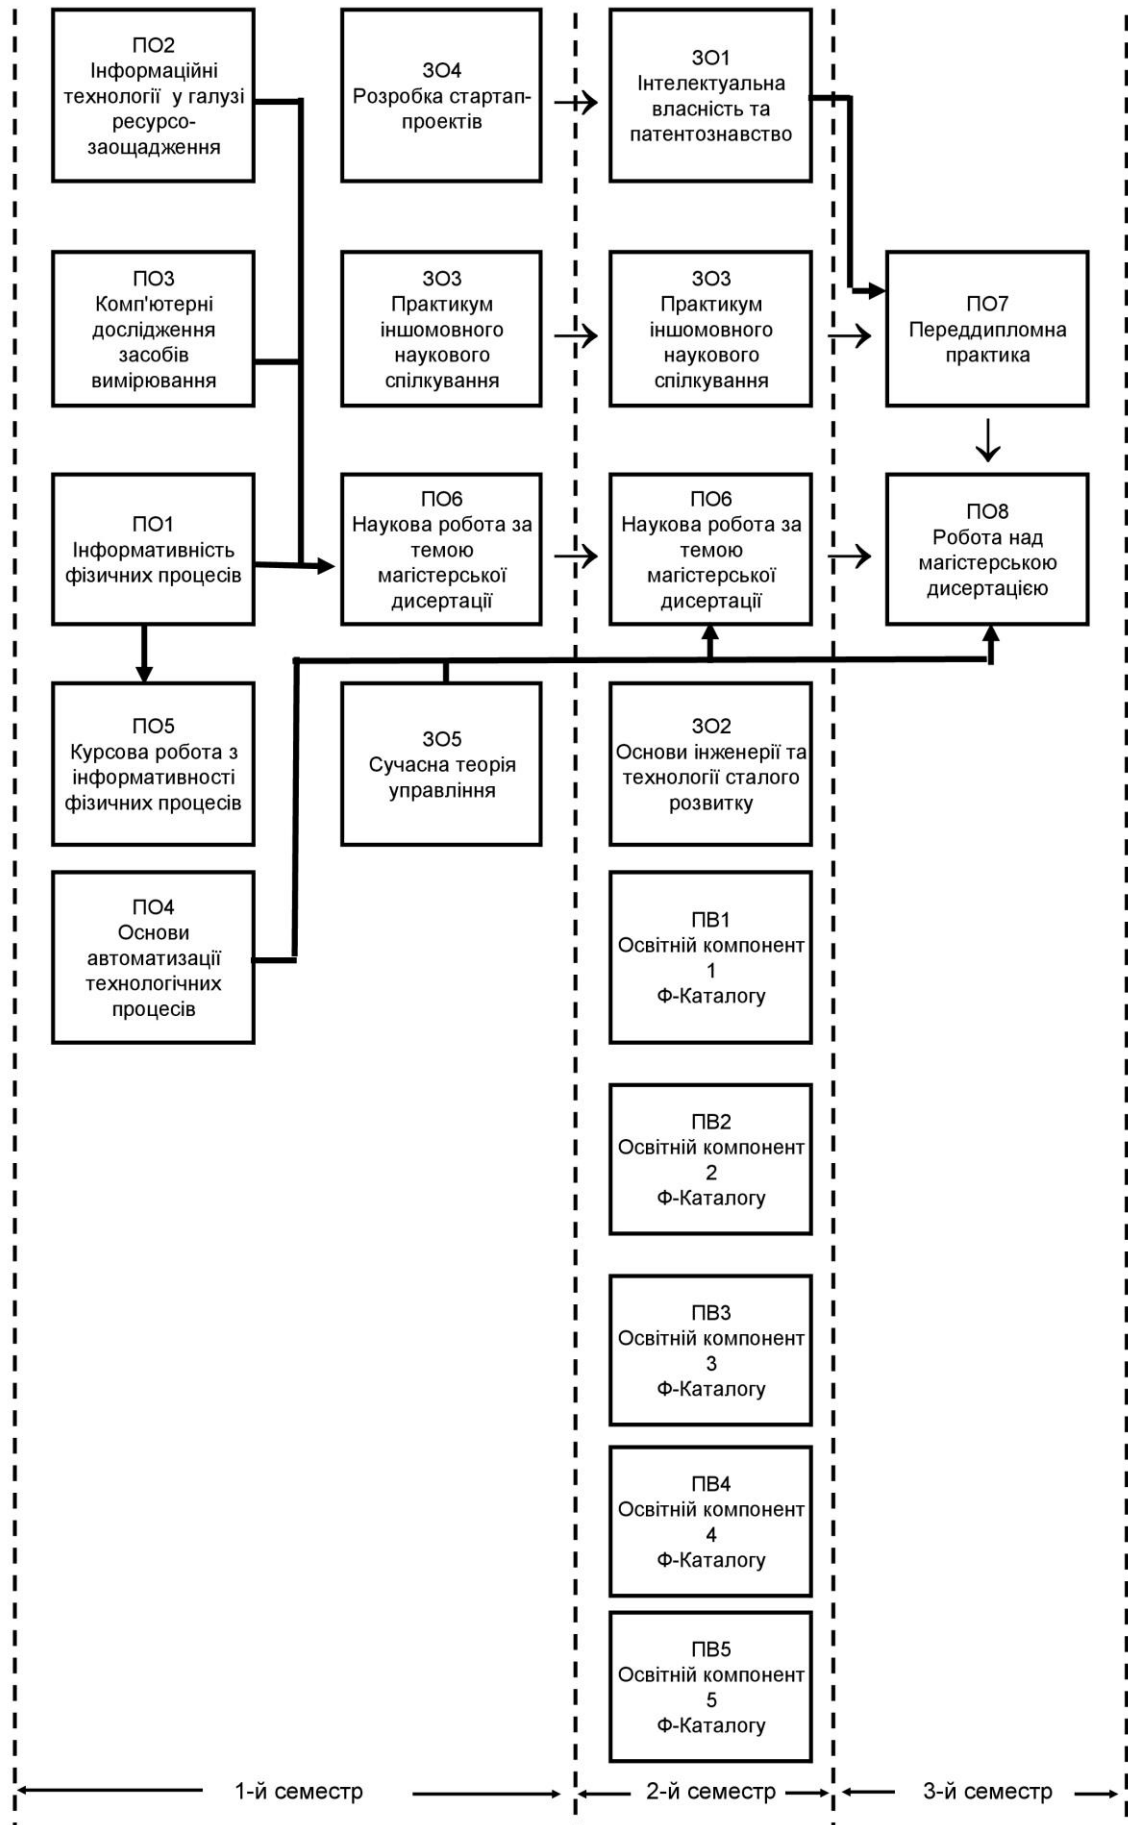 ПО2
Інформаційні
технології у галузі
ресурсо-
заощадження
ЗО4
Розробка стартап-
проектів
ЗО1
Інтелектуальна
власність та
патентознавство
ПО3
Комп'ютерні
дослідження
засобів
вимірювання
ЗО3
Практикум
іншомовного
наукового
спілкування
ЗО3
Практикум
іншомовного
наукового
спілкування
ПО7
Переддипломна
практика
ПО1
Інформативність
фізичних процесів
ПО6
Наукова робота за
темою
магістерської
дисертації
ПО6
Наукова робота за
темою
магістерської
дисертації
ПО8
Робота над
магістерською
дисертацією
ПО5
Курсова робота з
інформативності
фізичних процесів
ЗО5
Сучасна теорія
управління
ЗО2
Основи інженерії та
технології сталого
розвитку
ПО4
Основи
автоматизації
технологічних
процесів
ПВ1
Освітній компонент
1
Ф-Каталогу
ПВ2
Освітній компонент
2
Ф-Каталогу
ПВ3
Освітній компонент
3
Ф-Каталогу
ПВ4
Освітній компонент
4
Ф-Каталогу
ПВ5
Освітній компонент
5
Ф-Каталогу
1-й семестр
2-й семестр
3-й семестр